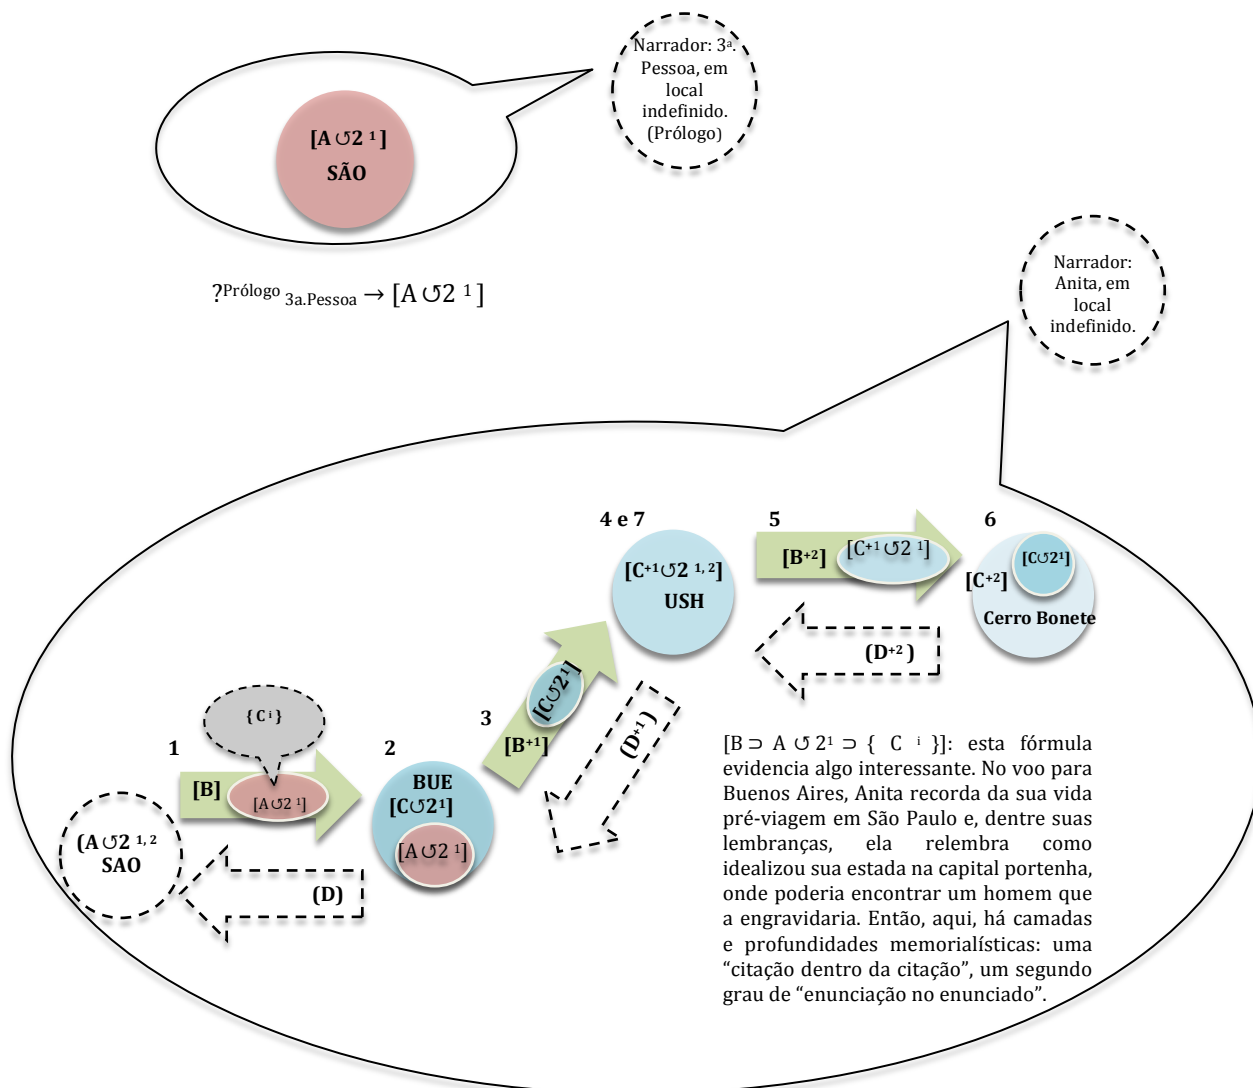 Narrador: 3ª.
Pessoa, em
local
indefinido.
(Prólogo)
[A↺2 ¹]
SÃO
?ᴾʳóˡᵒᵍᵒ 3a.Pessoa → [A↺2 ¹]
Narrador:
Anita, em
local
indefinido.
4 e 7
5
6
[C⁺¹↺2 ¹,²]
USH
[B⁺²]
[C⁺¹↺2 ¹]
[C↺2¹]
[C⁺²]
Cerro Bonete
(D⁺²)
{ C ⁱ }
1
[B]
[A↺2 ¹]
2
BUE
[C↺2¹]
[A↺2 ¹]
3
[B⁺¹]
[C↺2¹]
(D⁺¹)
(A↺2 ¹,²
SAO
(D)
[B ⊃ A ↺ 2¹ ⊃ { C ⁱ }]: esta fórmula
evidencia algo interessante. No voo para
Buenos Aires, Anita recorda da sua vida
pré-viagem em São Paulo e, dentre suas
lembranças, ela relembra como
idealizou sua estada na capital portenha,
onde poderia encontrar um homem que
a engravidaria. Então, aqui, há camadas
e profundidades memorialísticas: uma
“citação dentro da citação”, um segundo
grau de “enunciação no enunciado”.